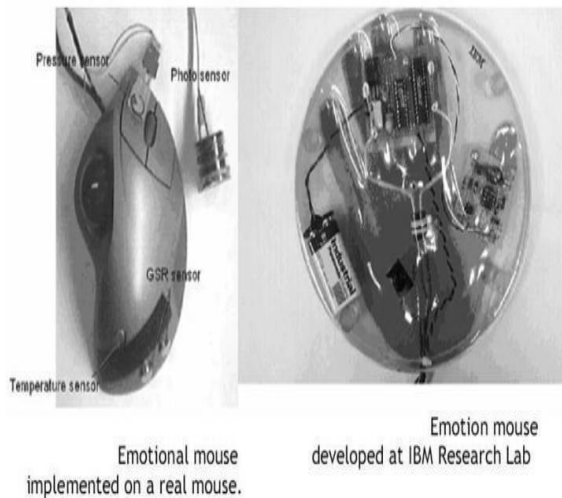 Pressure sensor
Photo sensor
GSR sensor
Temperature sensor
IBM
Industrial
Emotional mouse
implemented on a real mouse.
Emotion mouse
developed at IBM Research Lab